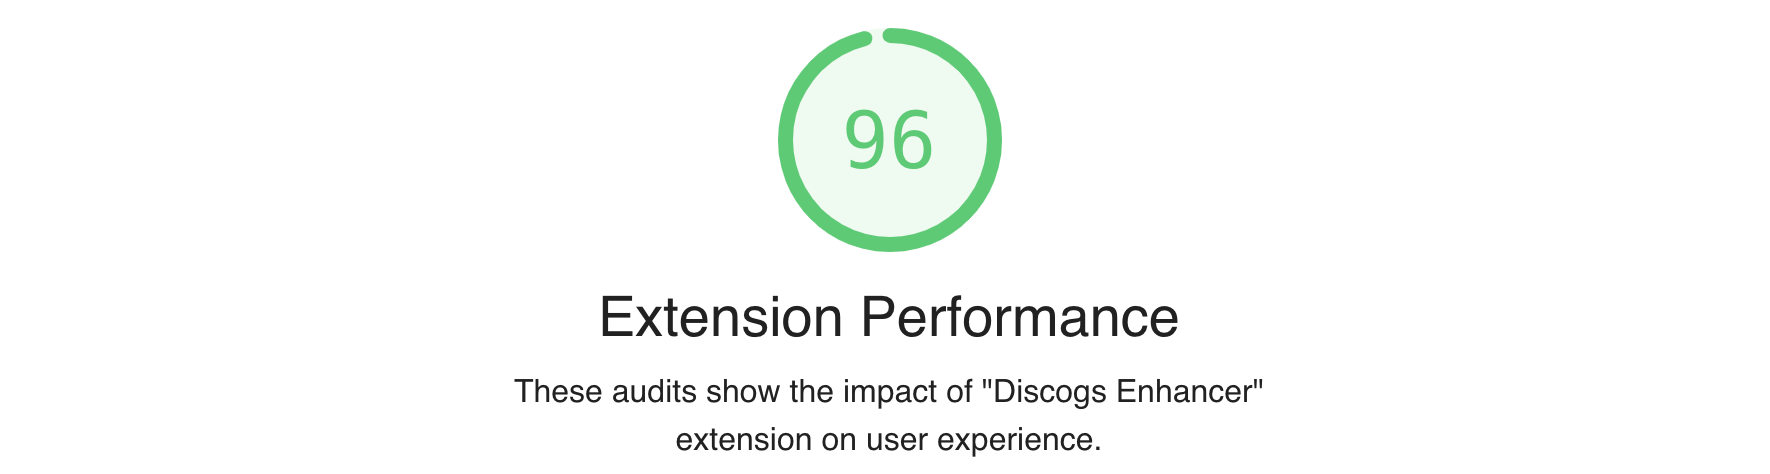 96
Extension Performance
These audits show the impact of "Discogs Enhancer"
extension on user experience.